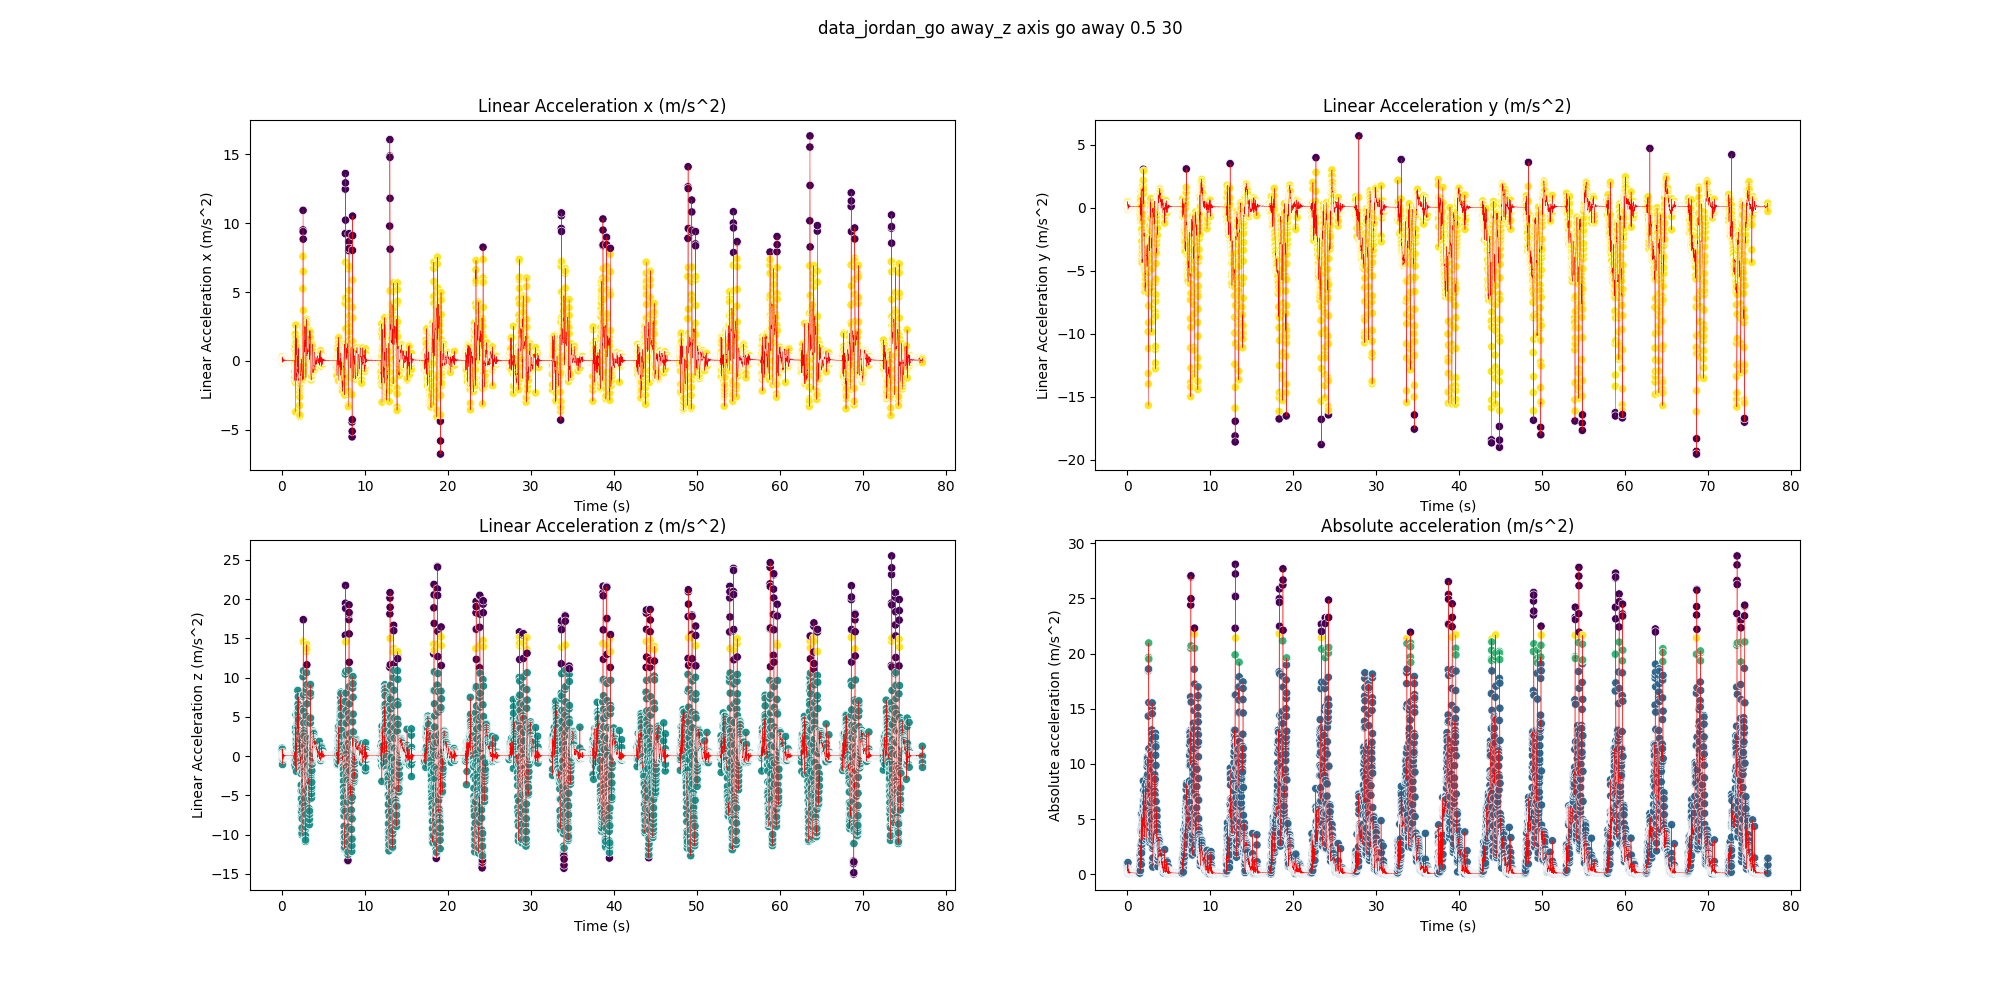 data_jordan_go away_z axis go away 0.5 30
Linear Acceleration x (m/s^2)
Linear Acceleration x (m/s^2)
15
10
5
0
−5
0 10 20 30 40 50 60 70 80
Time (s)
Linear Acceleration y (m/s^2)
Linear Acceleration y (m/s^2)
5
0
−5
−10
−15
−20
0 10 20 30 40 50 60 70 80
Time (s)
Linear Acceleration z (m/s^2)
Linear Acceleration z (m/s^2)
25
20
15
10
5
0
−5
−10
−15
0 10 20 30 40 50 60 70 80
Time (s)
Absolute acceleration (m/s^2)
Absolute acceleration (m/s^2)
30
25
20
15
10
5
0
0 10 20 30 40 50 60 70 80
Time (s)